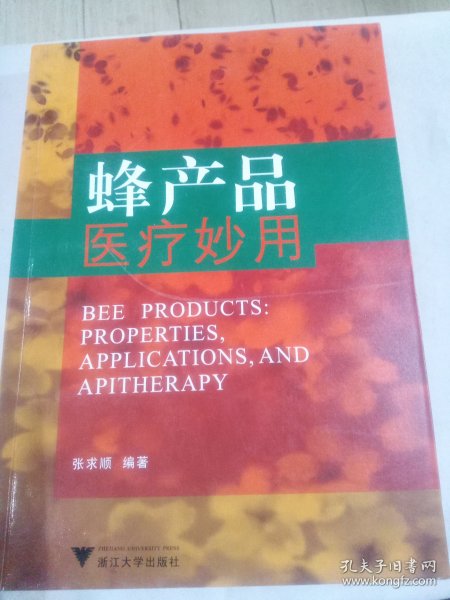 蜂产品
医疗妙用
BEE PRODUCTS:
PROPERTIES,
APPLICATIONS, AND
APITHERAPY
张求顺 编著
ZHEJIANG UNIVERSITY PRESS
浙江大学出版社
孔夫子旧书网
www.kongfz.com